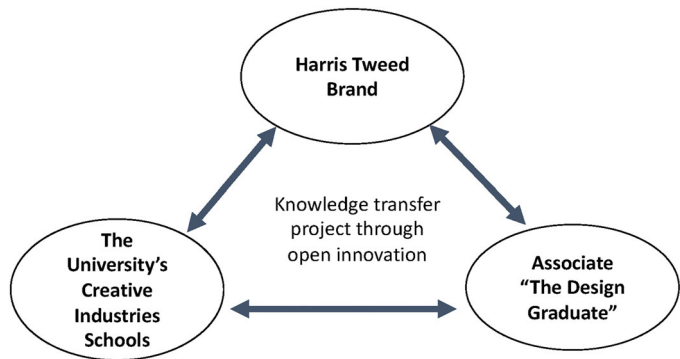 Harris Tweed
Brand
Knowledge transfer
project through
open innovation
The
University’s
Creative
Industries
Schools
Associate
“The Design
Graduate”